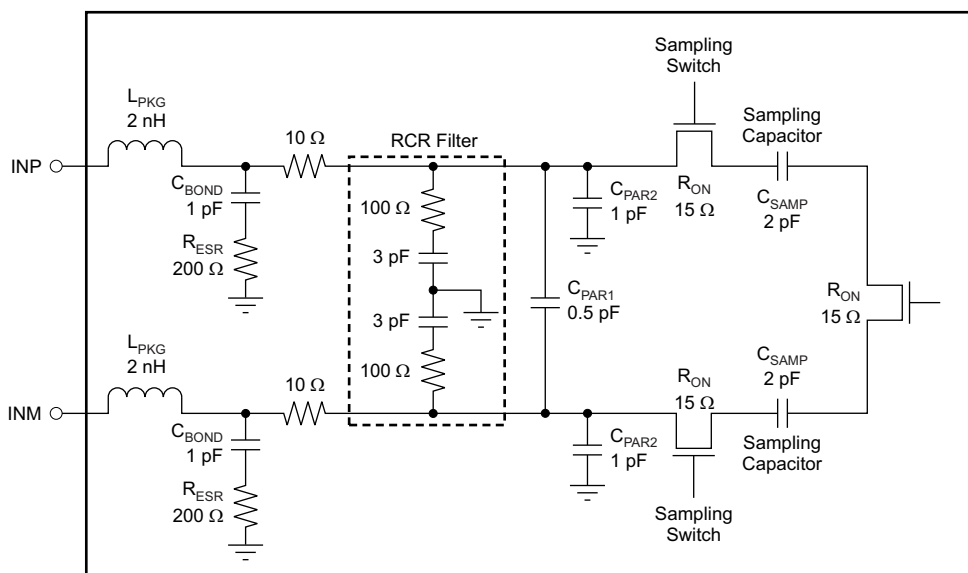 Sampling
Switch
L_PKG
2 nH
10 Ω
RCR Filter
Sampling
Capacitor
INP
C_BOND
1 pF
R_ESR
200 Ω
100 Ω
3 pF
C_PAR2
1 pF
R_ON
15 Ω
C_SAMP
2 pF
C_PAR1
0.5 pF
R_ON
15 Ω
3 pF
100 Ω
L_PKG
2 nH
10 Ω
R_ON
15 Ω
C_SAMP
2 pF
INM
C_BOND
1 pF
R_ESR
200 Ω
C_PAR2
1 pF
Sampling
Capacitor
Sampling
Switch